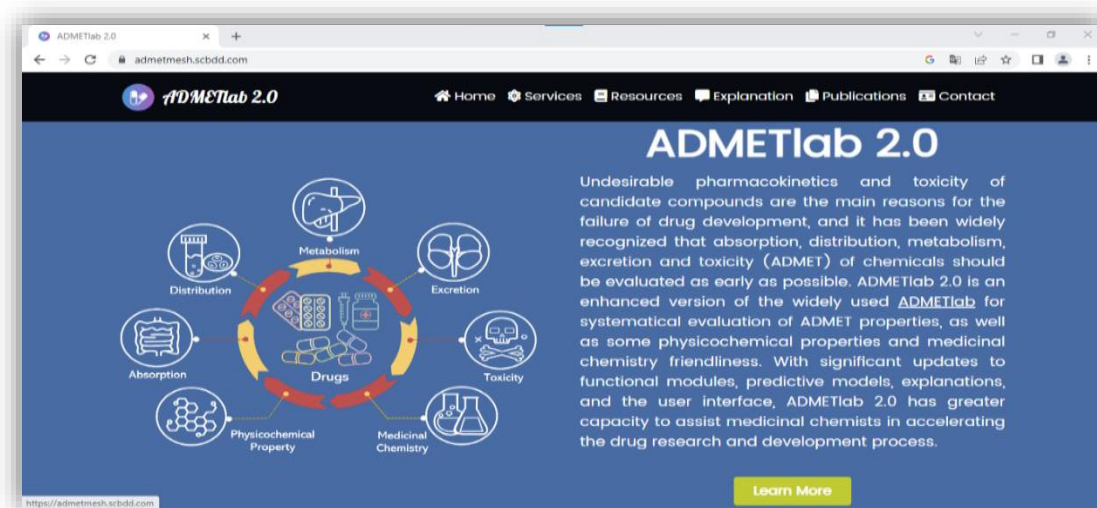 ADMETlab 2.0
admetmesh.scbdd.com
ADMETlab 2.0
Home Services Resources Explanation Publications Contact
ADMETlab 2.0
Undesirable pharmacokinetics and toxicity of
candidate compounds are the main reasons for the
failure of drug development, and it has been widely
recognized that absorption, distribution, metabolism,
excretion and toxicity (ADMET) of chemicals should
be evaluated as early as possible. ADMETlab 2.0 is an
enhanced version of the widely used ADMETlab for
systematical evaluation of ADMET properties, as well
as some physicochemical properties and medicinal
chemistry friendliness. With significant updates to
functional modules, predictive models, explanations,
and the user interface, ADMETlab 2.0 has greater
capacity to assist medicinal chemists in accelerating
the drug research and development process.
Learn More
Metabolism
Distribution
Excretion
Absorption
Drugs
Toxicity
Physicochemical
Property
Medicinal
Chemistry
https://admetmesh.scbdd.com